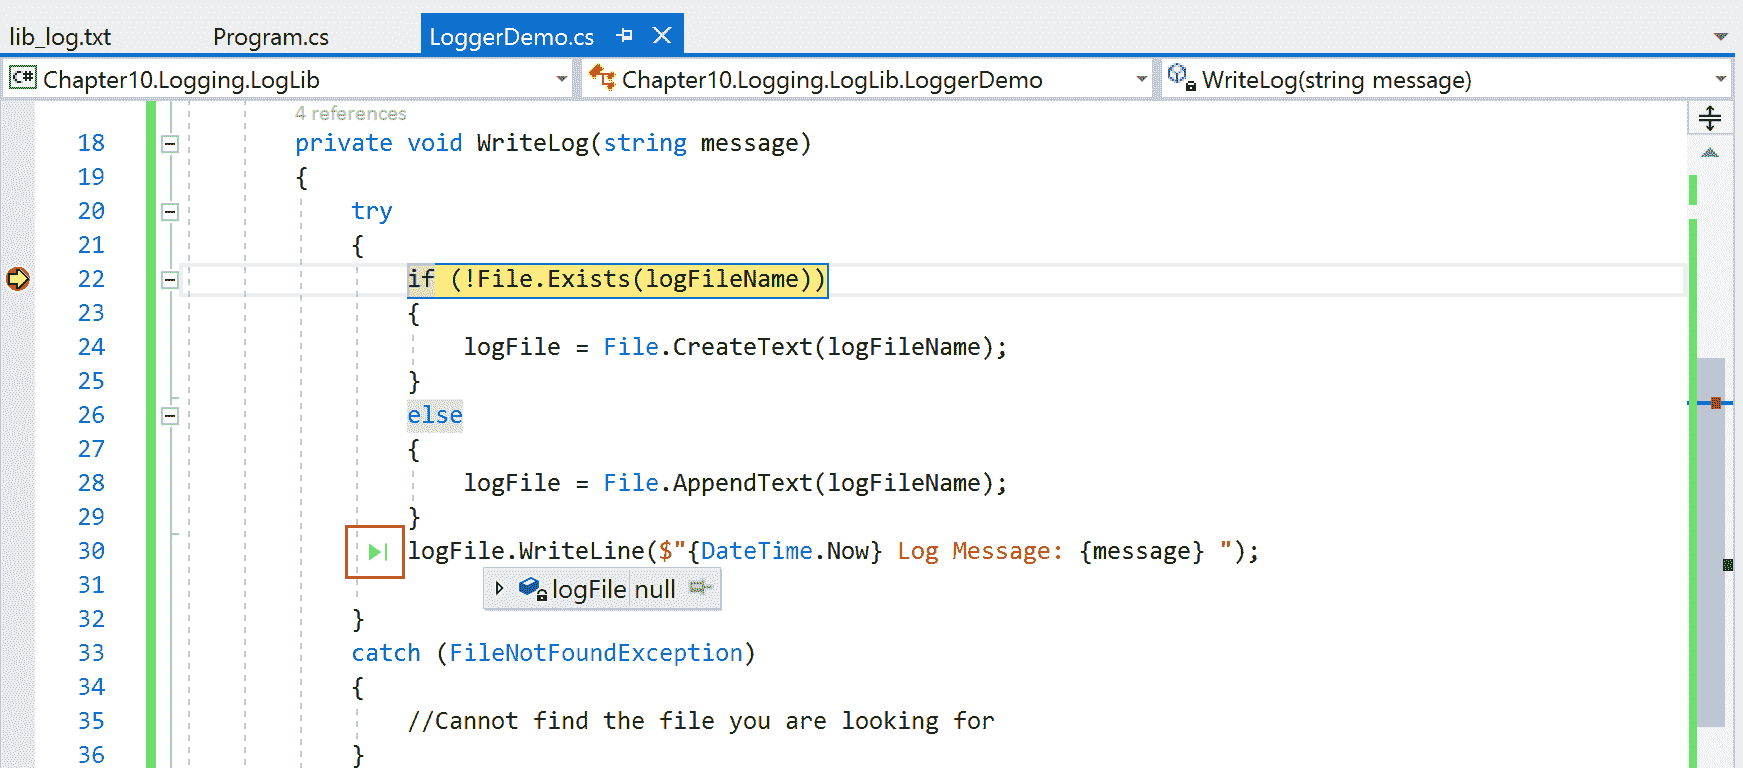 lib_log.txt Program.cs LoggerDemo.cs
C# Chapter10.Logging.LogLib Chapter10.Logging.LogLib.LoggerDemo WriteLog(string message)
4 references
18 private void WriteLog(string message)
19 {
20 try
21 {
22 if (!File.Exists(logFileName))
23 {
24 logFile = File.CreateText(logFileName);
25 }
26 else
27 {
28 logFile = File.AppendText(logFileName);
29 }
30 logFile.WriteLine($"{DateTime.Now} Log Message: {message} ");
31 logFile null
32 }
33 catch (FileNotFoundException)
34 {
35 //Cannot find the file you are looking for
36 }